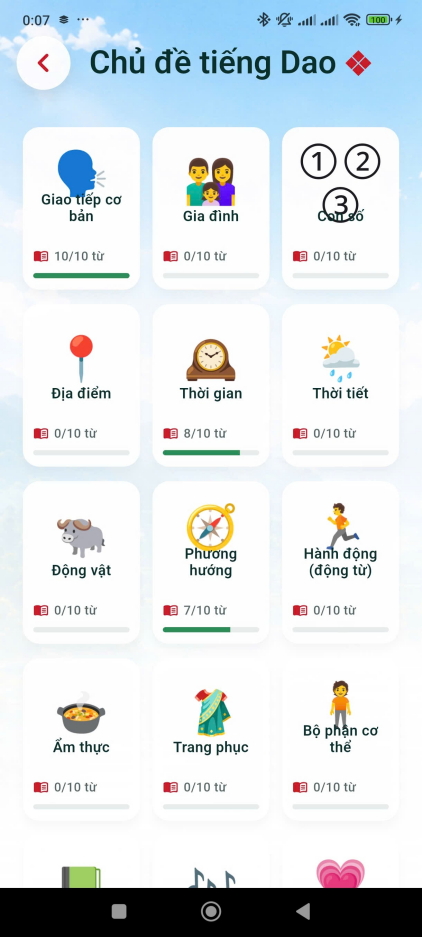 0:07
100
Chủ đề tiếng Dao
Giao tiếp cơ
bản
10/10 từ
Gia đình
0/10 từ
1 2
3
Con số
0/10 từ
Địa điểm
0/10 từ
Thời gian
8/10 từ
Thời tiết
0/10 từ
Động vật
0/10 từ
Phương
hướng
7/10 từ
Hành động
(động từ)
0/10 từ
Ẩm thực
0/10 từ
Trang phục
0/10 từ
Bộ phận cơ
thể
0/10 từ